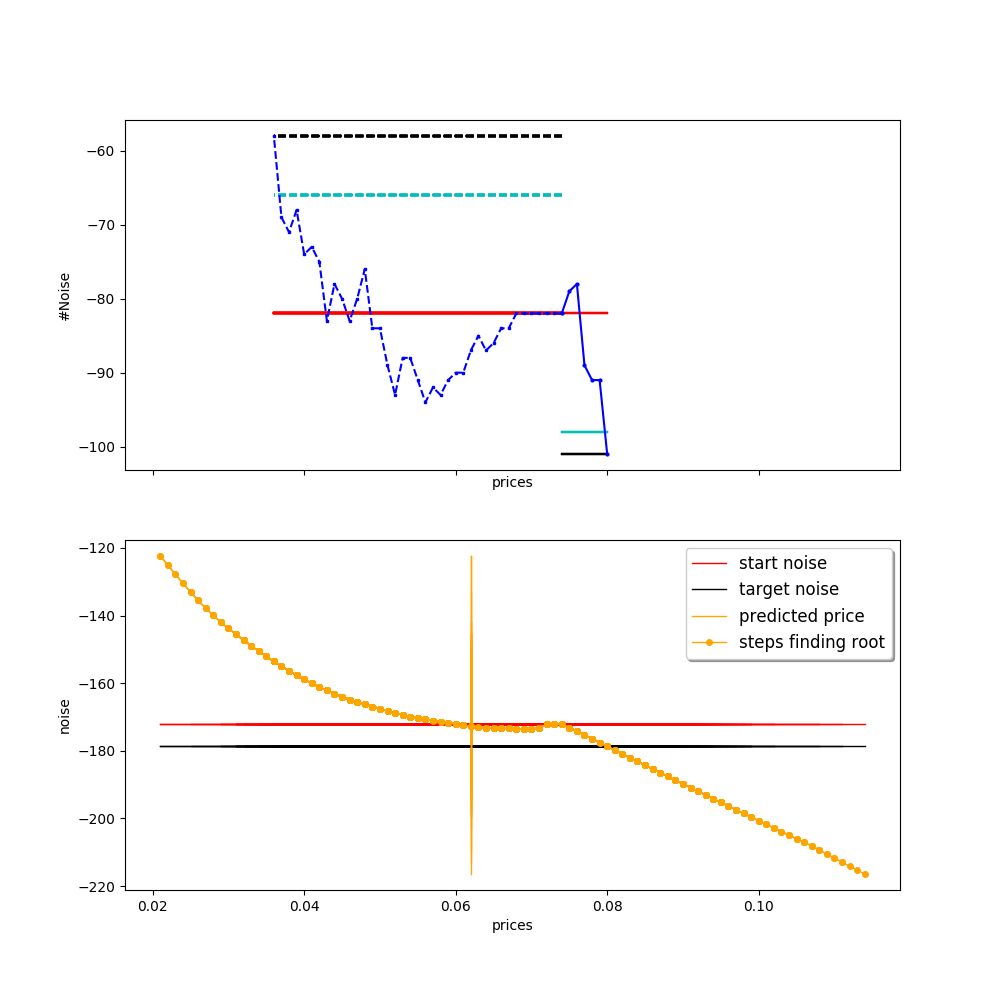 #Noise
−60
−70
−80
−90
−100
prices
noise
−120
−140
−160
−180
−200
−220
start noise
target noise
predicted price
steps finding root
0.02 0.04 0.06 0.08 0.10
prices